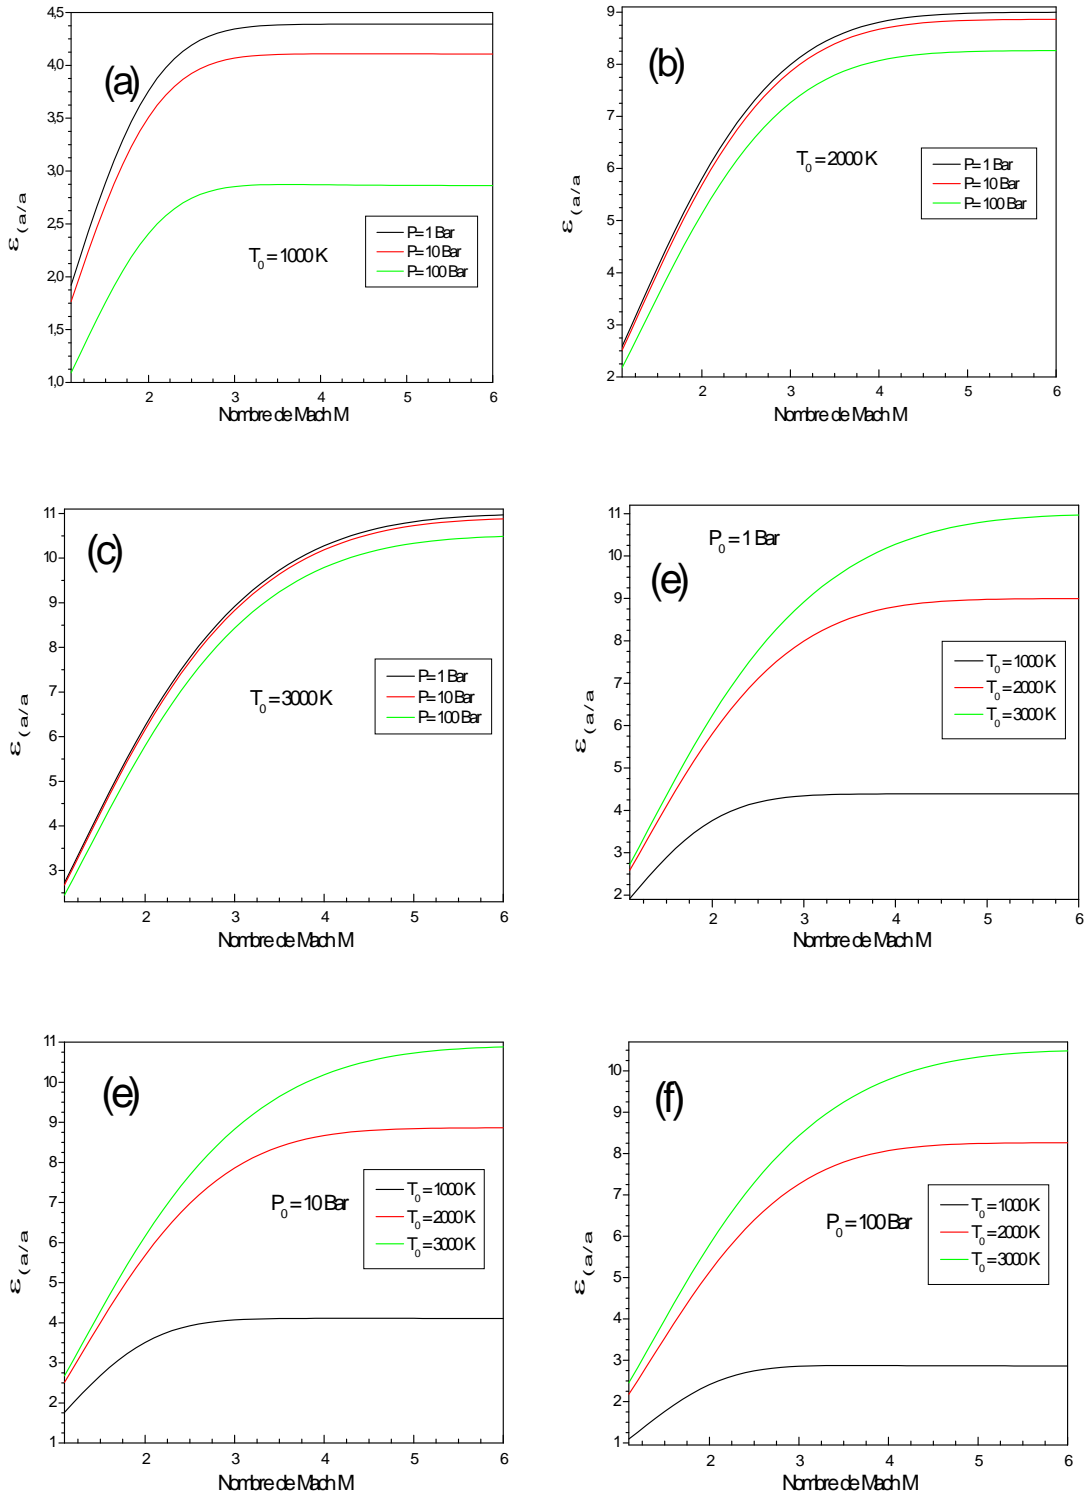 (a)
4,5
4,0
3,5
3,0
2,5
2,0
1,5
1,0
ε(a/a
T0 = 1000 K
P= 1 Bar
P= 10 Bar
P= 100 Bar
2 3 4 5 6
Nombre de Mach M
(b)
9
8
7
6
5
4
3
2
ε(a/a
T0 = 2000 K
P= 1 Bar
P= 10 Bar
P= 100 Bar
2 3 4 5 6
Nombre de Mach M
(c)
11
10
9
8
7
6
5
4
3
ε(a/a
T0 = 3000 K
P= 1 Bar
P= 10 Bar
P= 100 Bar
2 3 4 5 6
Nombre de Mach M
P0 = 1 Bar
(e)
11
10
9
8
7
6
5
4
3
2
ε(a/a
T0 = 1000 K
T0 = 2000 K
T0 = 3000 K
2 3 4 5 6
Nombre de Mach M
(e)
11
10
9
8
7
6
5
4
3
2
1
ε(a/a
P0 = 10 Bar
T0 = 1000 K
T0 = 2000 K
T0 = 3000 K
2 3 4 5 6
Nombre de Mach M
(f)
10
9
8
7
6
5
4
3
2
1
ε(a/a
P0 = 100 Bar
T0 = 1000 K
T0 = 2000 K
T0 = 3000 K
2 3 4 5 6
Nombre de Mach M